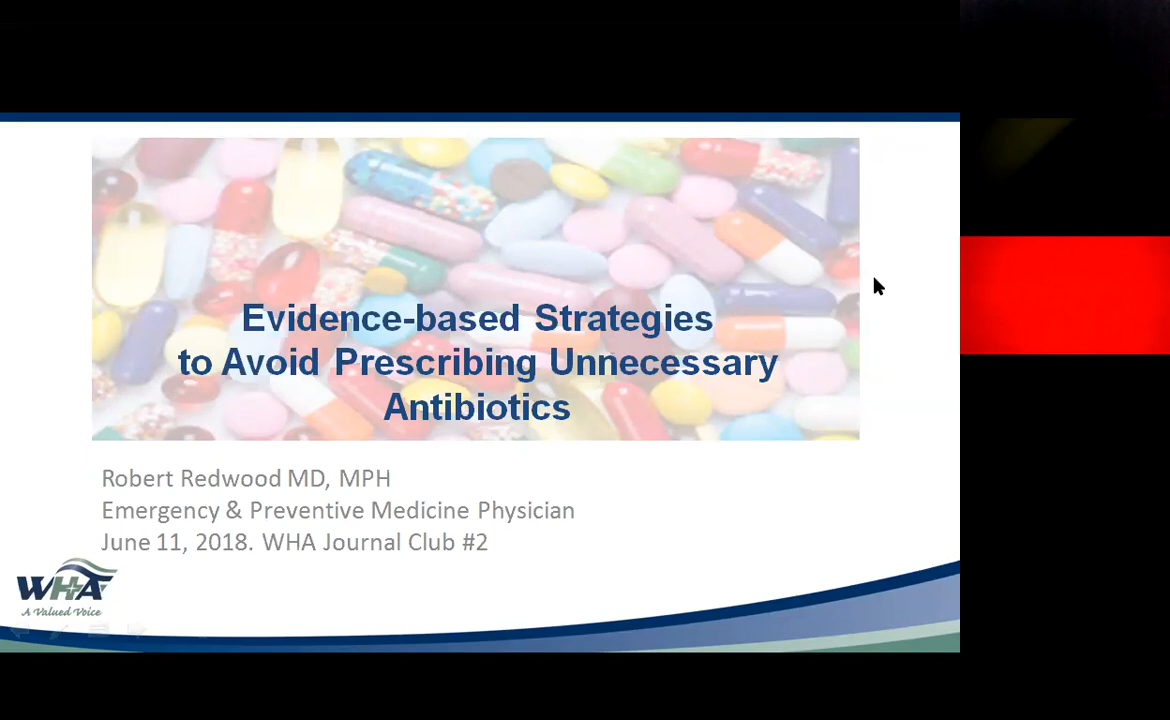 Evidence-based Strategies
to Avoid Prescribing Unnecessary
Antibiotics
Robert Redwood MD, MPH
Emergency & Preventive Medicine Physician
June 11, 2018. WHA Journal Club #2
WHA
A Valued Voice